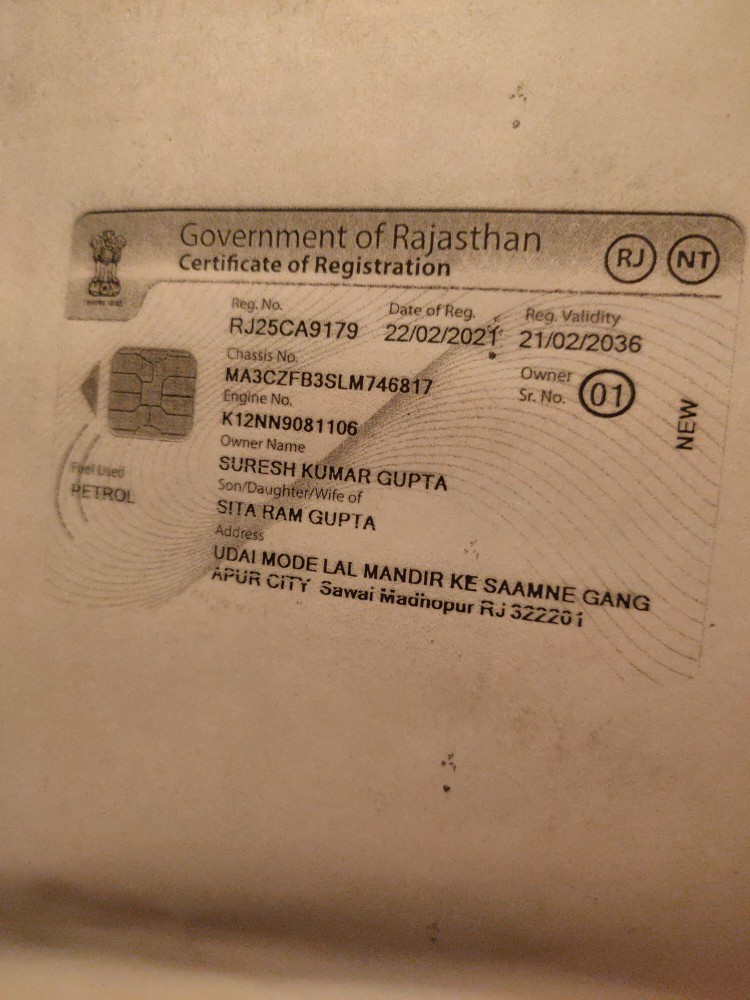 Government of Rajasthan
Certificate of Registration
RJ NT
Reg. No. Date of Reg. Reg. Validity
RJ25CA9179 22/02/2021 21/02/2036
Chassis No.
MA3CZFB3SLM746817
Owner
Sr. No. 01
NEW
Engine No.
K12NN9081106
Owner Name
SURESH KUMAR GUPTA
Fuel Used
PETROL
Son/Daughter/Wife of
SITA RAM GUPTA
Address
UDAI MODE LAL MANDIR KE SAAMNE GANG
APUR CITY Sawai Madhopur RJ 322201